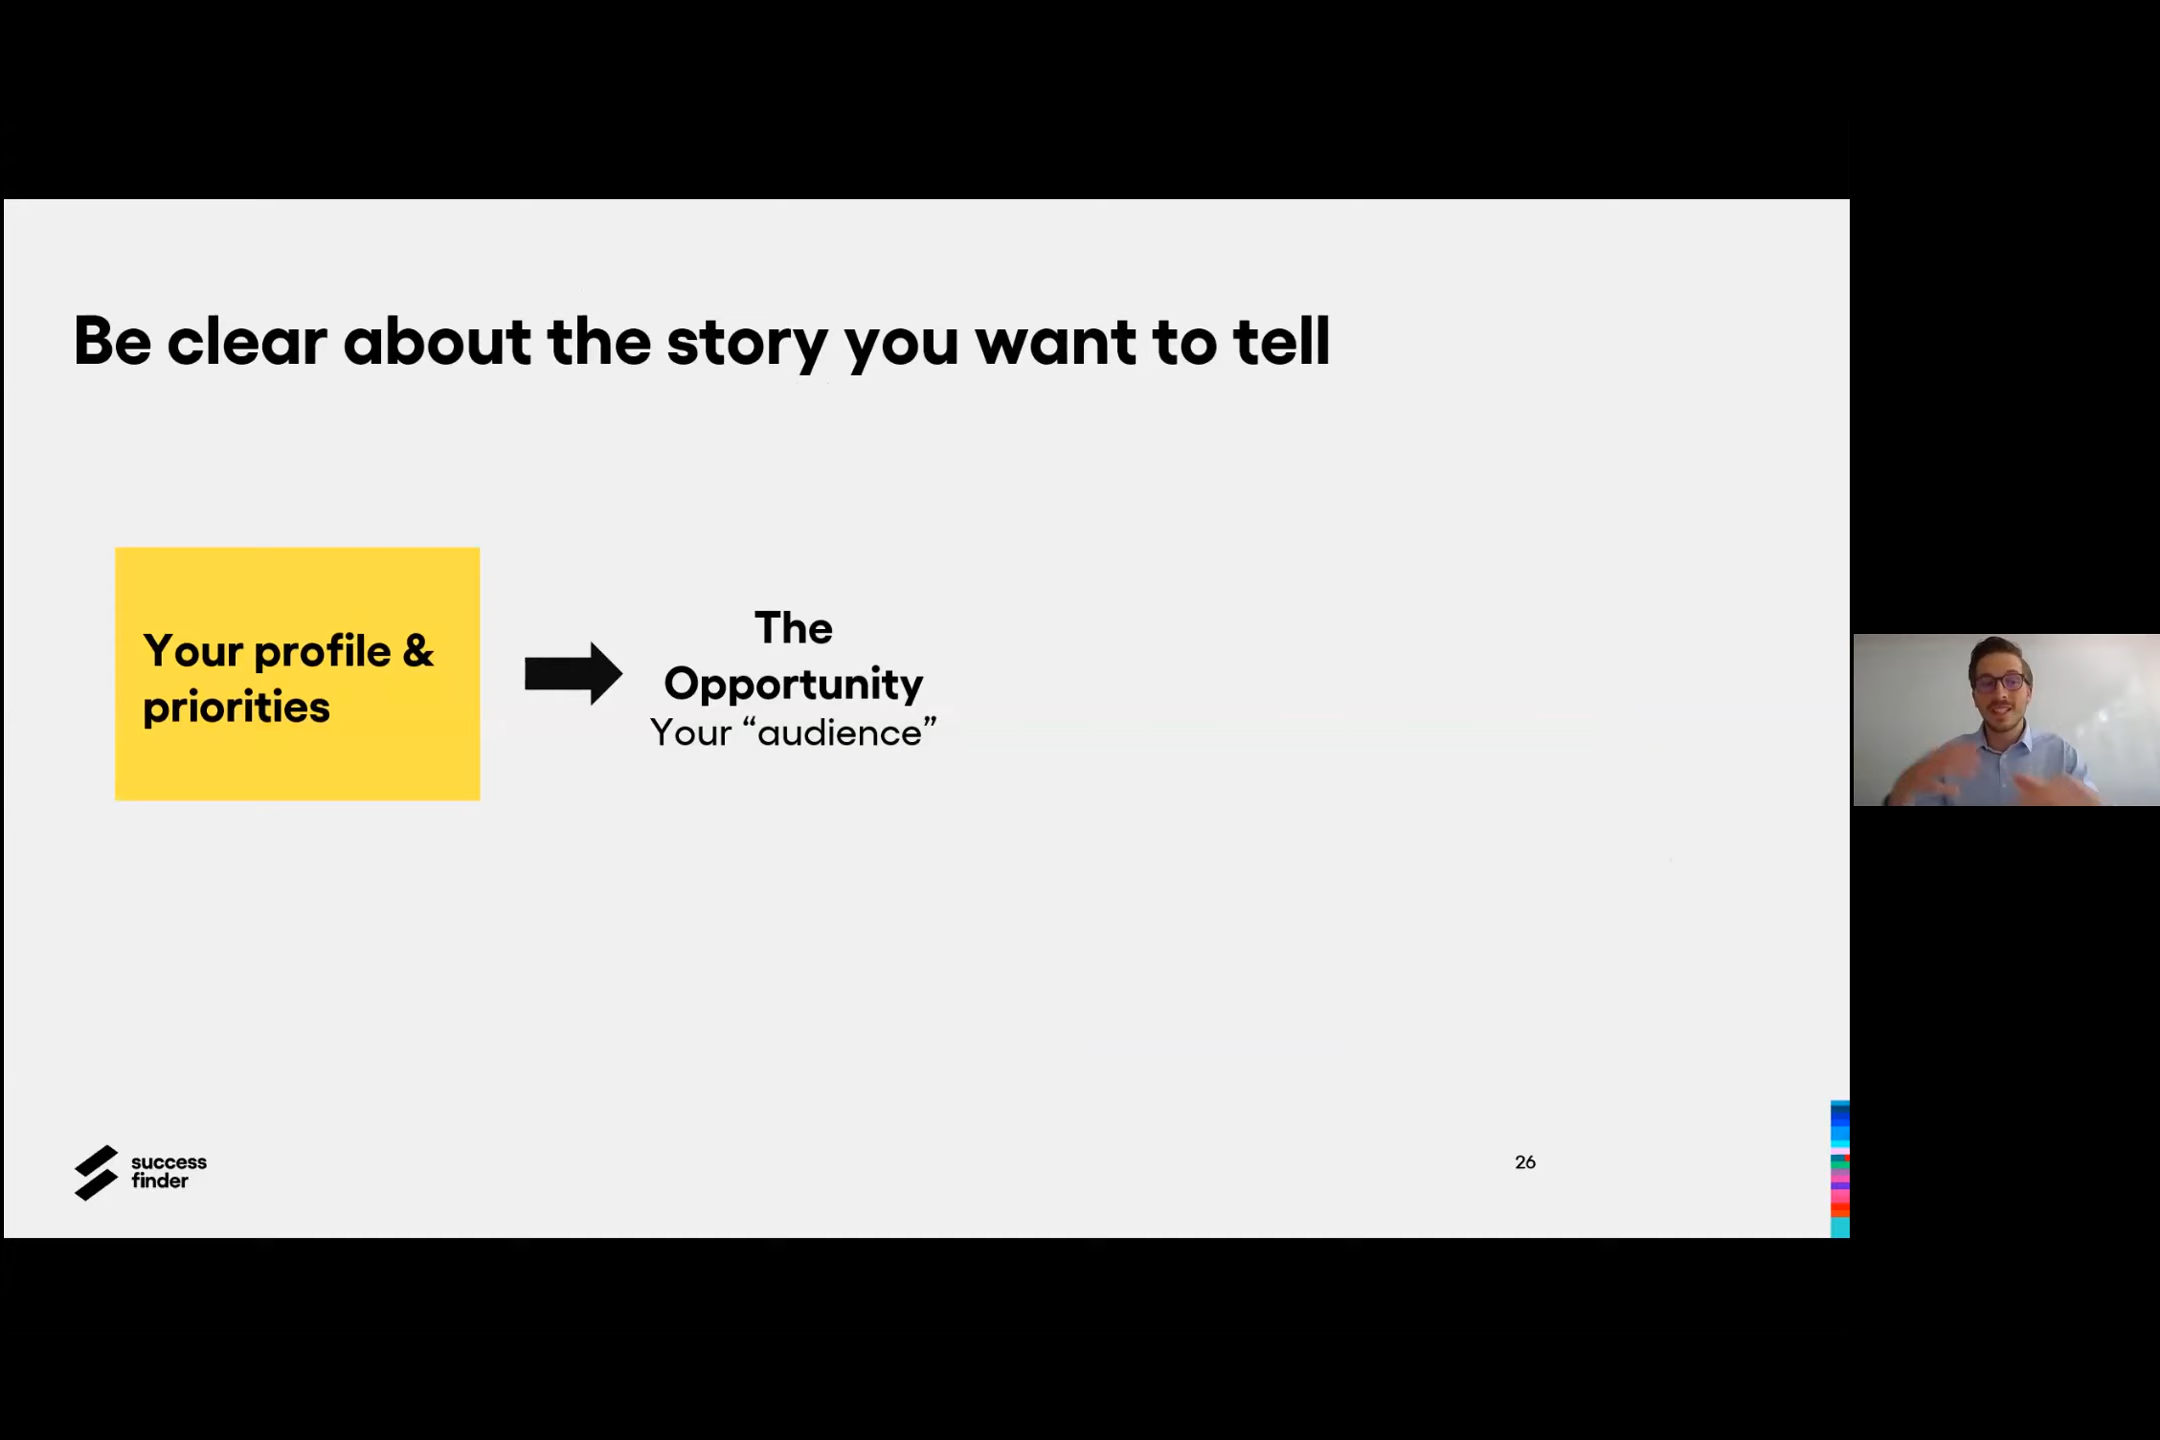 Be clear about the story you want to tell
Your profile &
priorities
The
Opportunity
Your “audience”
success
finder
26